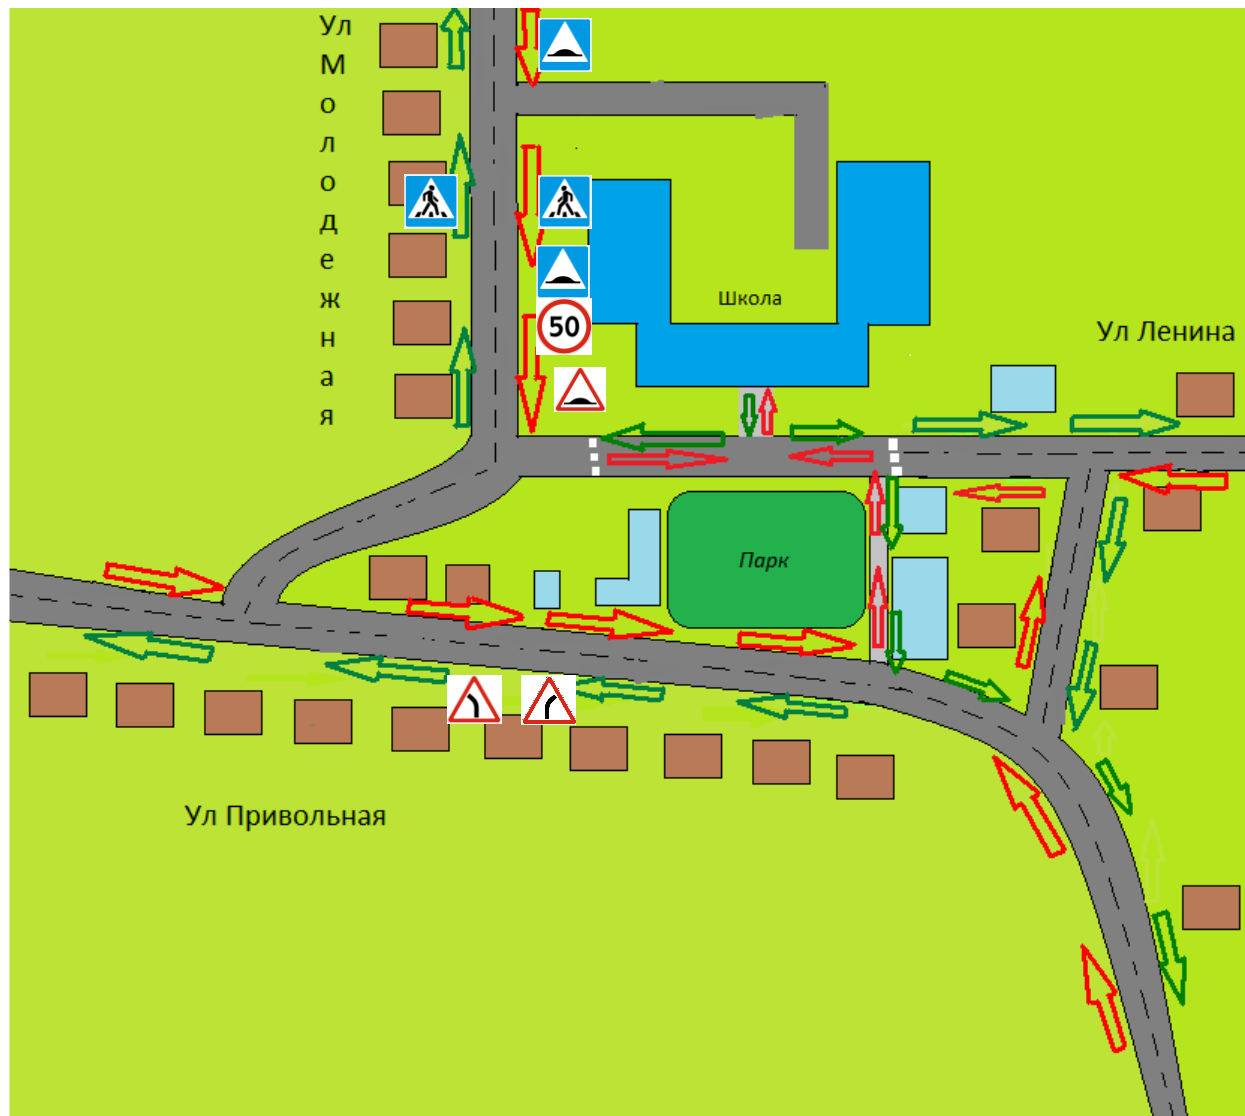 Ул
М
о
л
о
д
е
ж
н
а
я
50
Школа
Ул Ленина
Парк
Ул Привольная